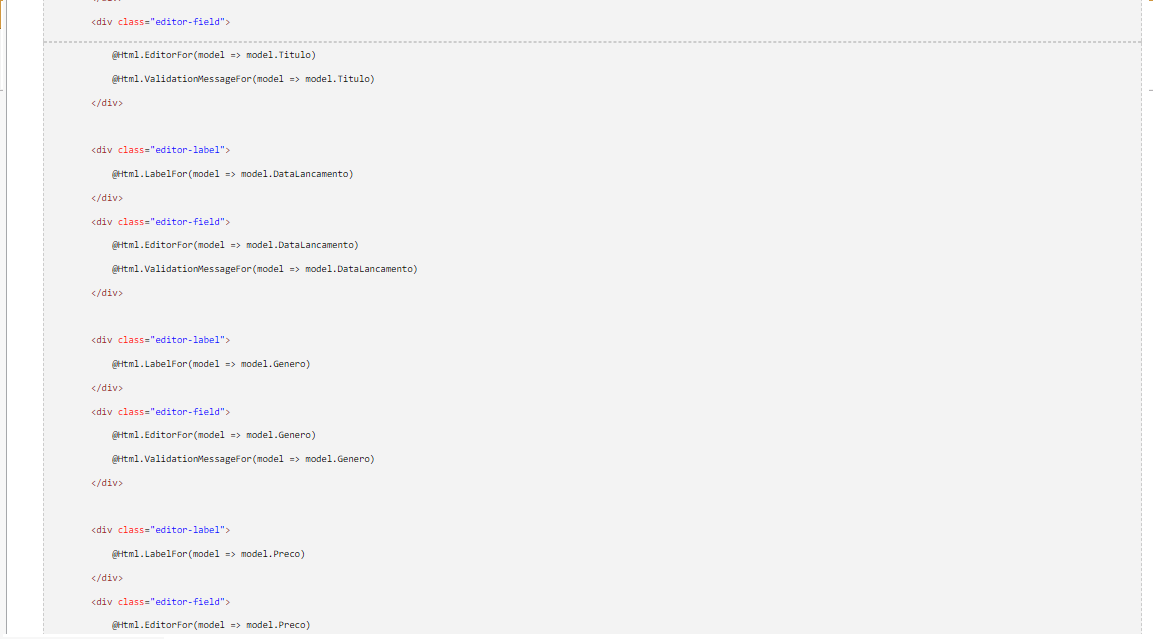 <div class="editor-field">
@Html.EditorFor(model => model.Titulo)
@Html.ValidationMessageFor(model => model.Titulo)
</div>
<div class="editor-label">
@Html.LabelFor(model => model.DataLancamento)
</div>
<div class="editor-field">
@Html.EditorFor(model => model.DataLancamento)
@Html.ValidationMessageFor(model => model.DataLancamento)
</div>
<div class="editor-label">
@Html.LabelFor(model => model.Genero)
</div>
<div class="editor-field">
@Html.EditorFor(model => model.Genero)
@Html.ValidationMessageFor(model => model.Genero)
</div>
<div class="editor-label">
@Html.LabelFor(model => model.Preco)
</div>
<div class="editor-field">
@Html.EditorFor(model => model.Preco)